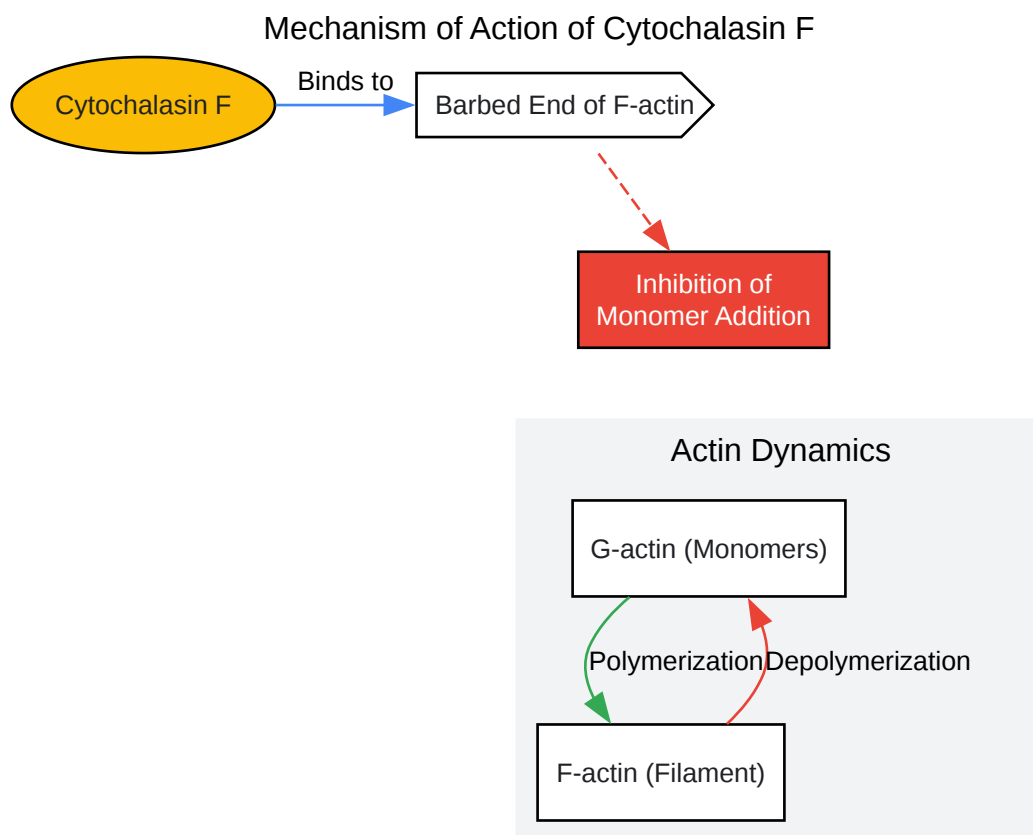 Mechanism of Action of Cytochalasin F
Cytochalasin F
Binds to
Barbed End of F-actin
Inhibition of
Monomer Addition
Actin Dynamics
G-actin (Monomers)
Polymerization
Depolymerization
F-actin (Filament)